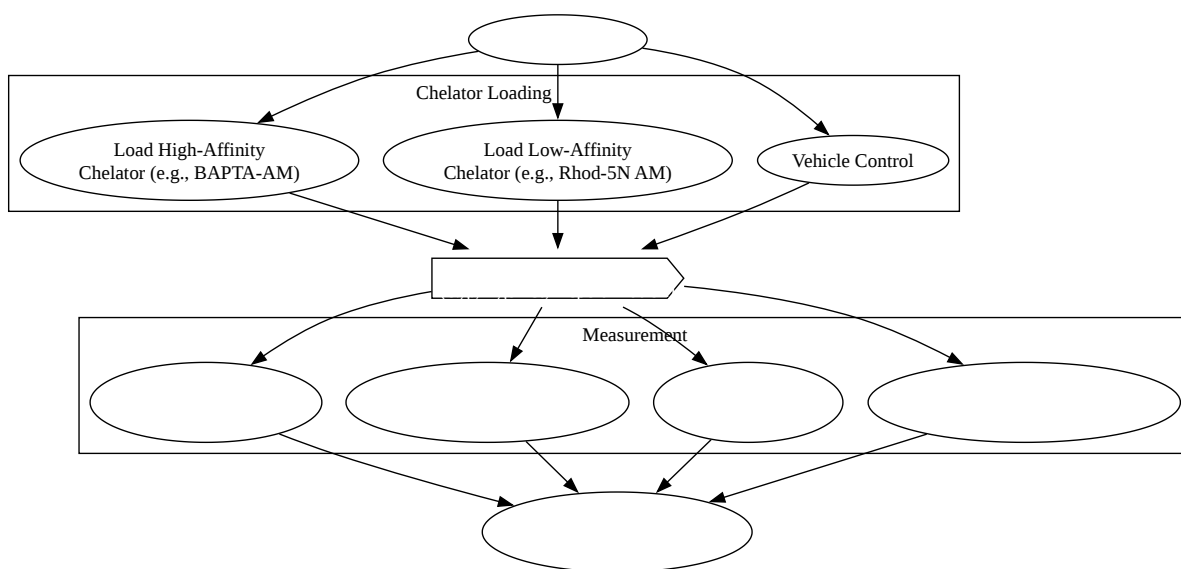 Chelator Loading
Load High-Affinity
Chelator (e.g., BAPTA-AM)
Load Low-Affinity
Chelator (e.g., Rhod-5N AM)
Vehicle Control
Measurement